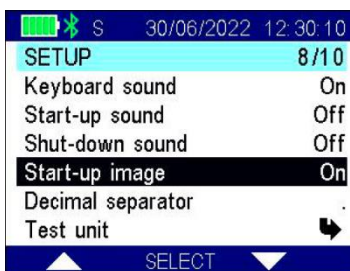 S 30/06/2022 12:30:10
SETUP 8/10
Keyboard sound On
Start-up sound Off
Shut-down sound Off
Start-up image On
Decimal separator .
Test unit
SELECT